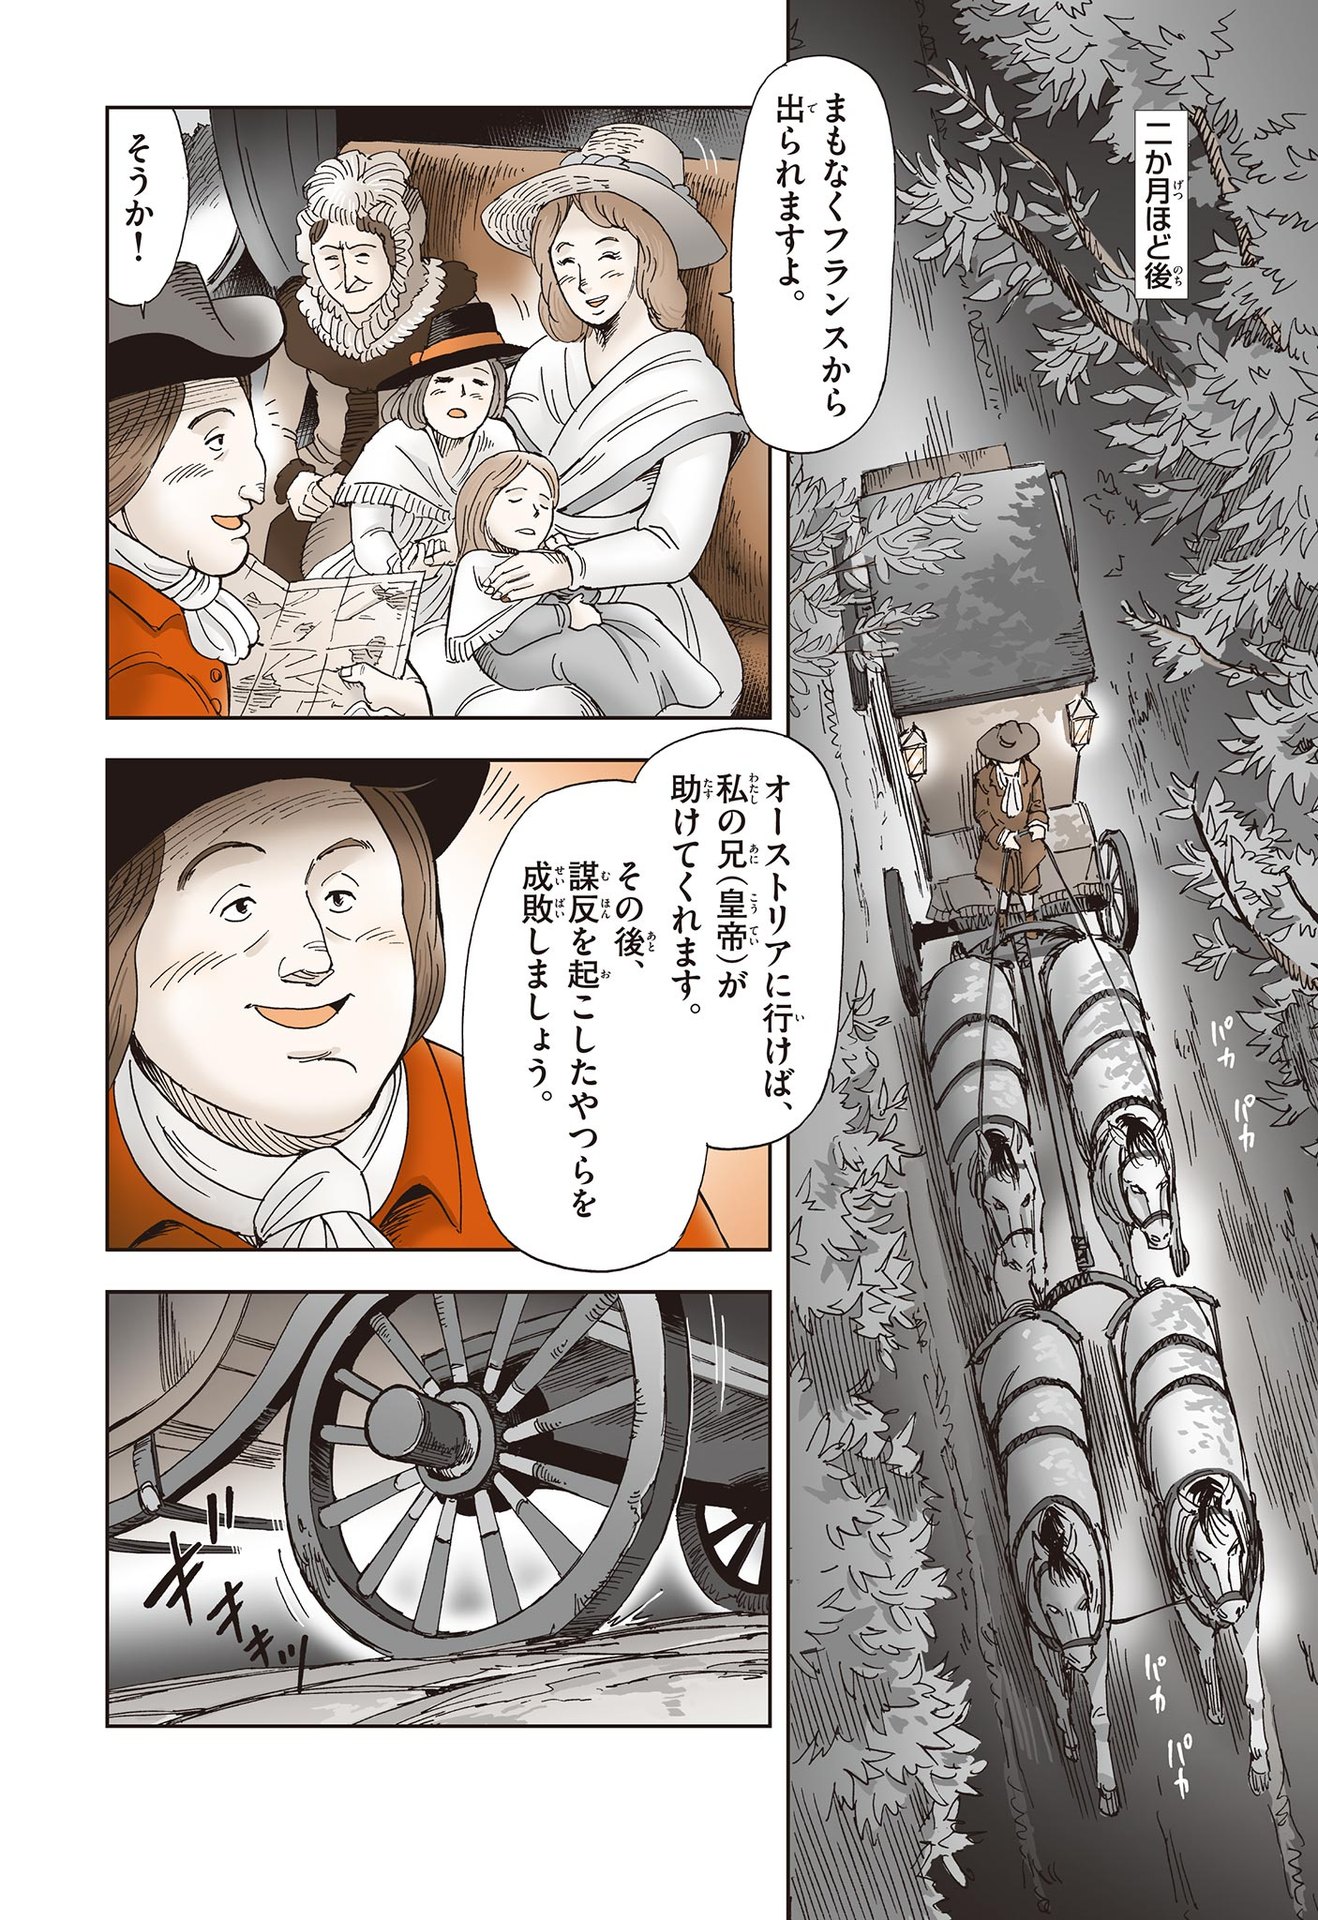 二か月ほど後
まもなくフランスから
出られますよ。
そうか！
パカ
パカ
パカ
パカ
オーストリアに行けば、
私の兄（皇帝）が
助けてくれます。
その後、
謀反を起こしたやつらを
成敗しましょう。
ギギギギッ